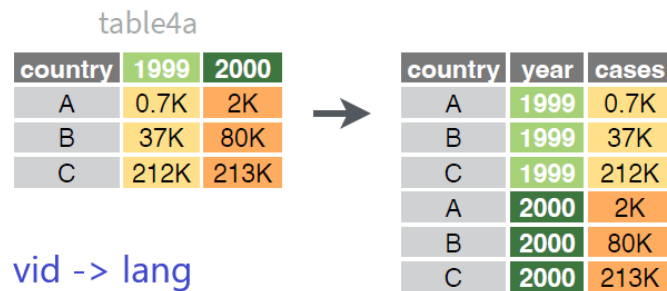 table4a
country 1999 2000
A 0.7K 2K
B 37K 80K
C 212K 213K
country year cases
A 1999 0.7K
B 1999 37K
C 1999 212K
A 2000 2K
B 2000 80K
C 2000 213K
vid -> lang